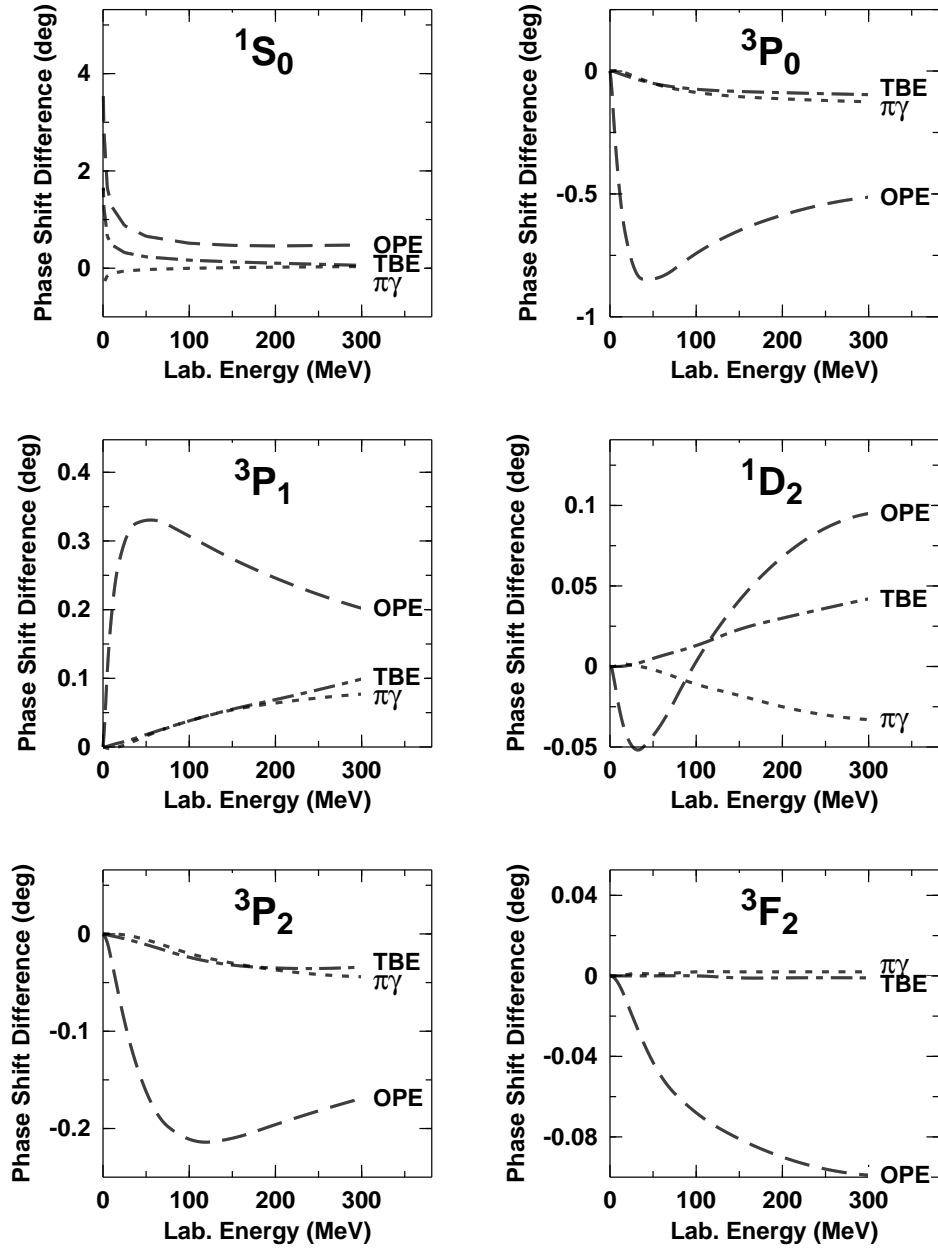 ¹S₀
Phase Shift Difference (deg)
4
2
0
OPE
TBE
πγ
0 100 200 300
Lab. Energy (MeV)
³P₀
Phase Shift Difference (deg)
0
-0.5
-1
TBE
πγ
OPE
0 100 200 300
Lab. Energy (MeV)
³P₁
Phase Shift Difference (deg)
0.4
0.3
0.2
0.1
0
OPE
TBE
πγ
0 100 200 300
Lab. Energy (MeV)
¹D₂
Phase Shift Difference (deg)
0.1
0.05
0
-0.05
OPE
TBE
πγ
0 100 200 300
Lab. Energy (MeV)
³P₂
Phase Shift Difference (deg)
0
-0.1
-0.2
TBE
πγ
OPE
0 100 200 300
Lab. Energy (MeV)
³F₂
Phase Shift Difference (deg)
0.04
0
-0.04
-0.08
πγ
TBE
OPE
0 100 200 300
Lab. Energy (MeV)